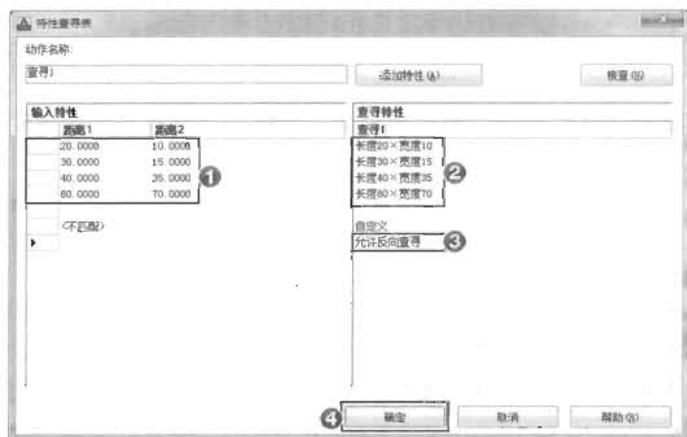 特性查寻表
动作名称:
查寻1
添加特性(A)...
核查(U)
输入特性
查寻特性
距离1 距离2 查寻1
20.0000 10.0000 长度20×宽度10
30.0000 15.0000 长度30×宽度15
1 2
40.0000 35.0000 长度40×宽度35
80.0000 70.0000 长度80×宽度70
<不匹配> 自定义
允许反向查寻 3
4 确定 取消 帮助(H)